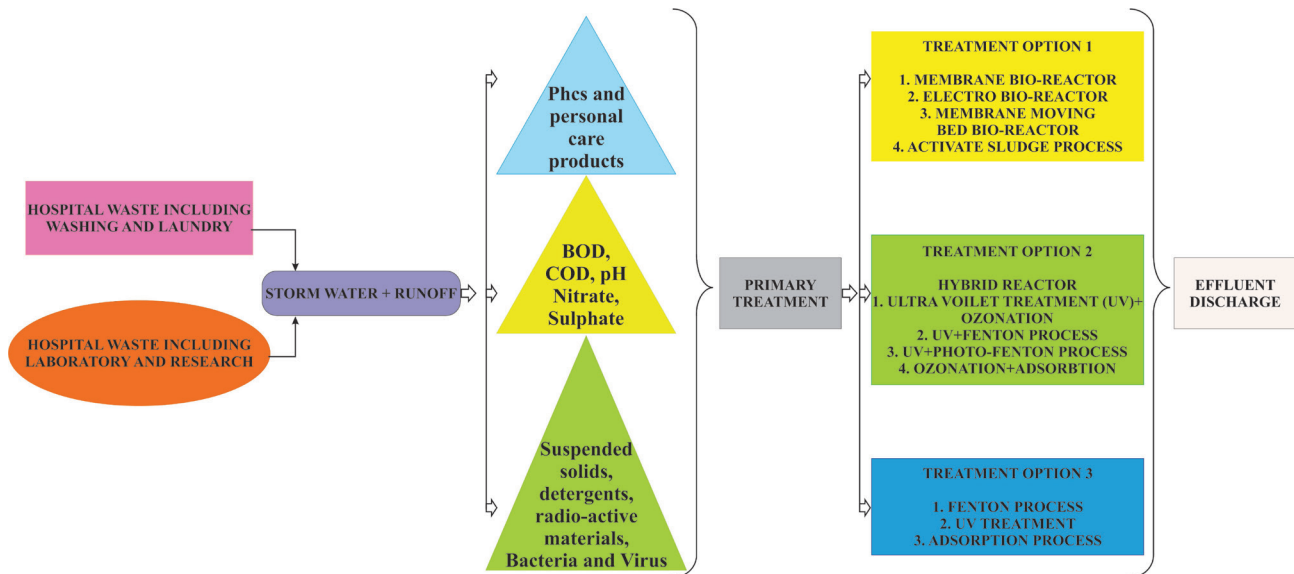 HOSPITAL WASTE INCLUDING
WASHING AND LAUNDRY
HOSPITAL WASTE INCLUDING
LABORATORY AND RESEARCH
STORM WATER + RUNOFF
Phcs and
personal
care
products
BOD,
COD, pH
Nitrate,
Sulphate
Suspended
solids,
detergents,
radio-active
materials,
Bacteria and Virus
PRIMARY
TREATMENT
TREATMENT OPTION 1
1. MEMBRANE BIO-REACTOR
2. ELECTRO BIO-REACTOR
3. MEMBRANE MOVING
BED BIO-REACTOR
4. ACTIVATE SLUDGE PROCESS
TREATMENT OPTION 2
HYBRID REACTOR
1. ULTRA VOILET TREATMENT (UV)+
OZONATION
2. UV+FENTON PROCESS
3. UV+PHOTO-FENTON PROCESS
4. OZONATION+ADSORBTION
TREATMENT OPTION 3
1. FENTON PROCESS
2. UV TREATMENT
3. ADSORPTION PROCESS
EFFLUENT
DISCHARGE